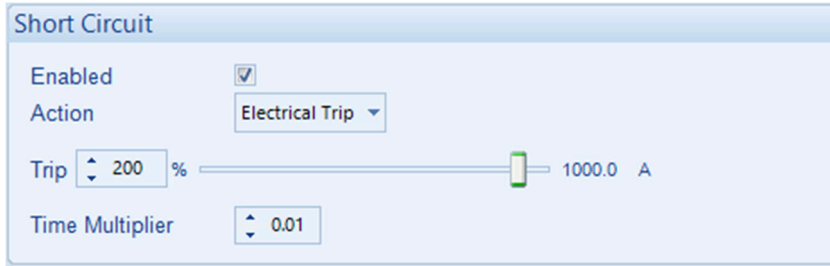 Short Circuit
Enabled
Action Electrical Trip
Trip 200 % 1000.0 A
Time Multiplier 0.01